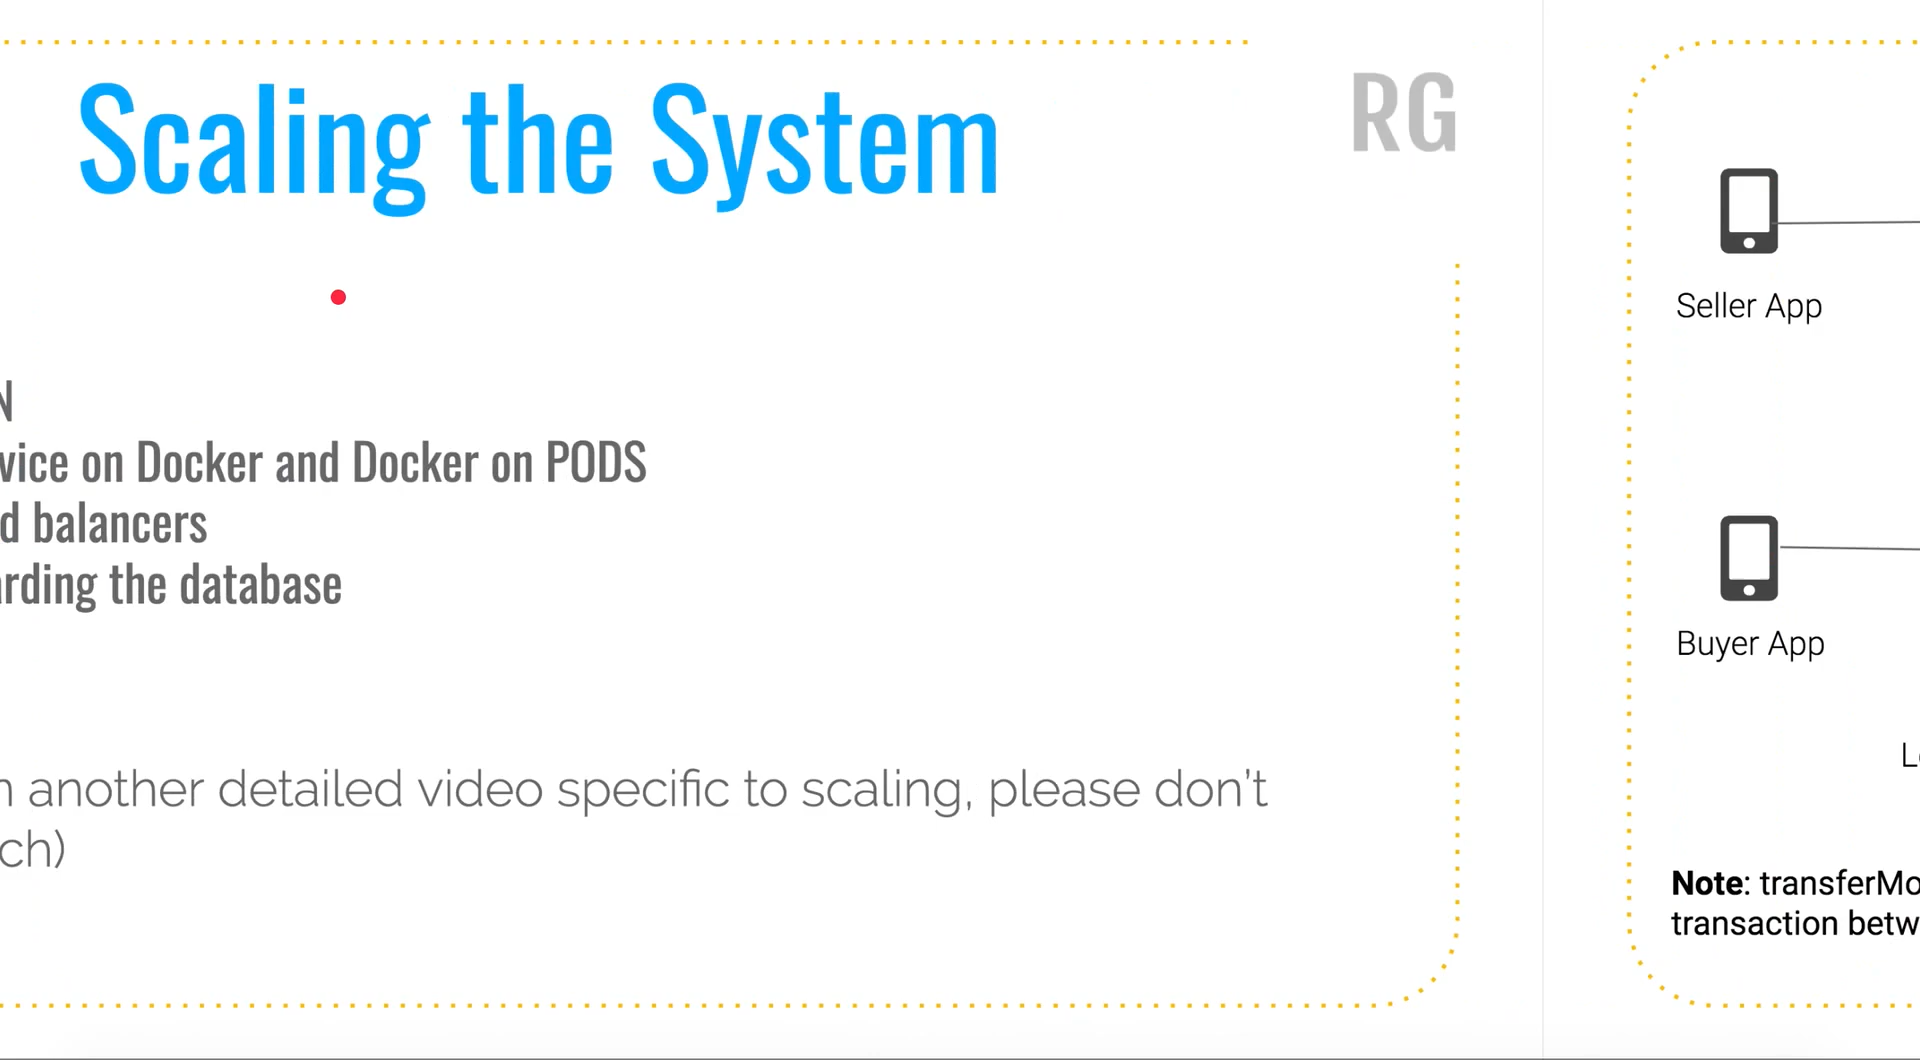 Scaling the System
RG
N
vice on Docker and Docker on PODS
d balancers
arding the database
another detailed video specific to scaling, please don't
ch)
Seller App
Buyer App
Note: transferMo
transaction betw